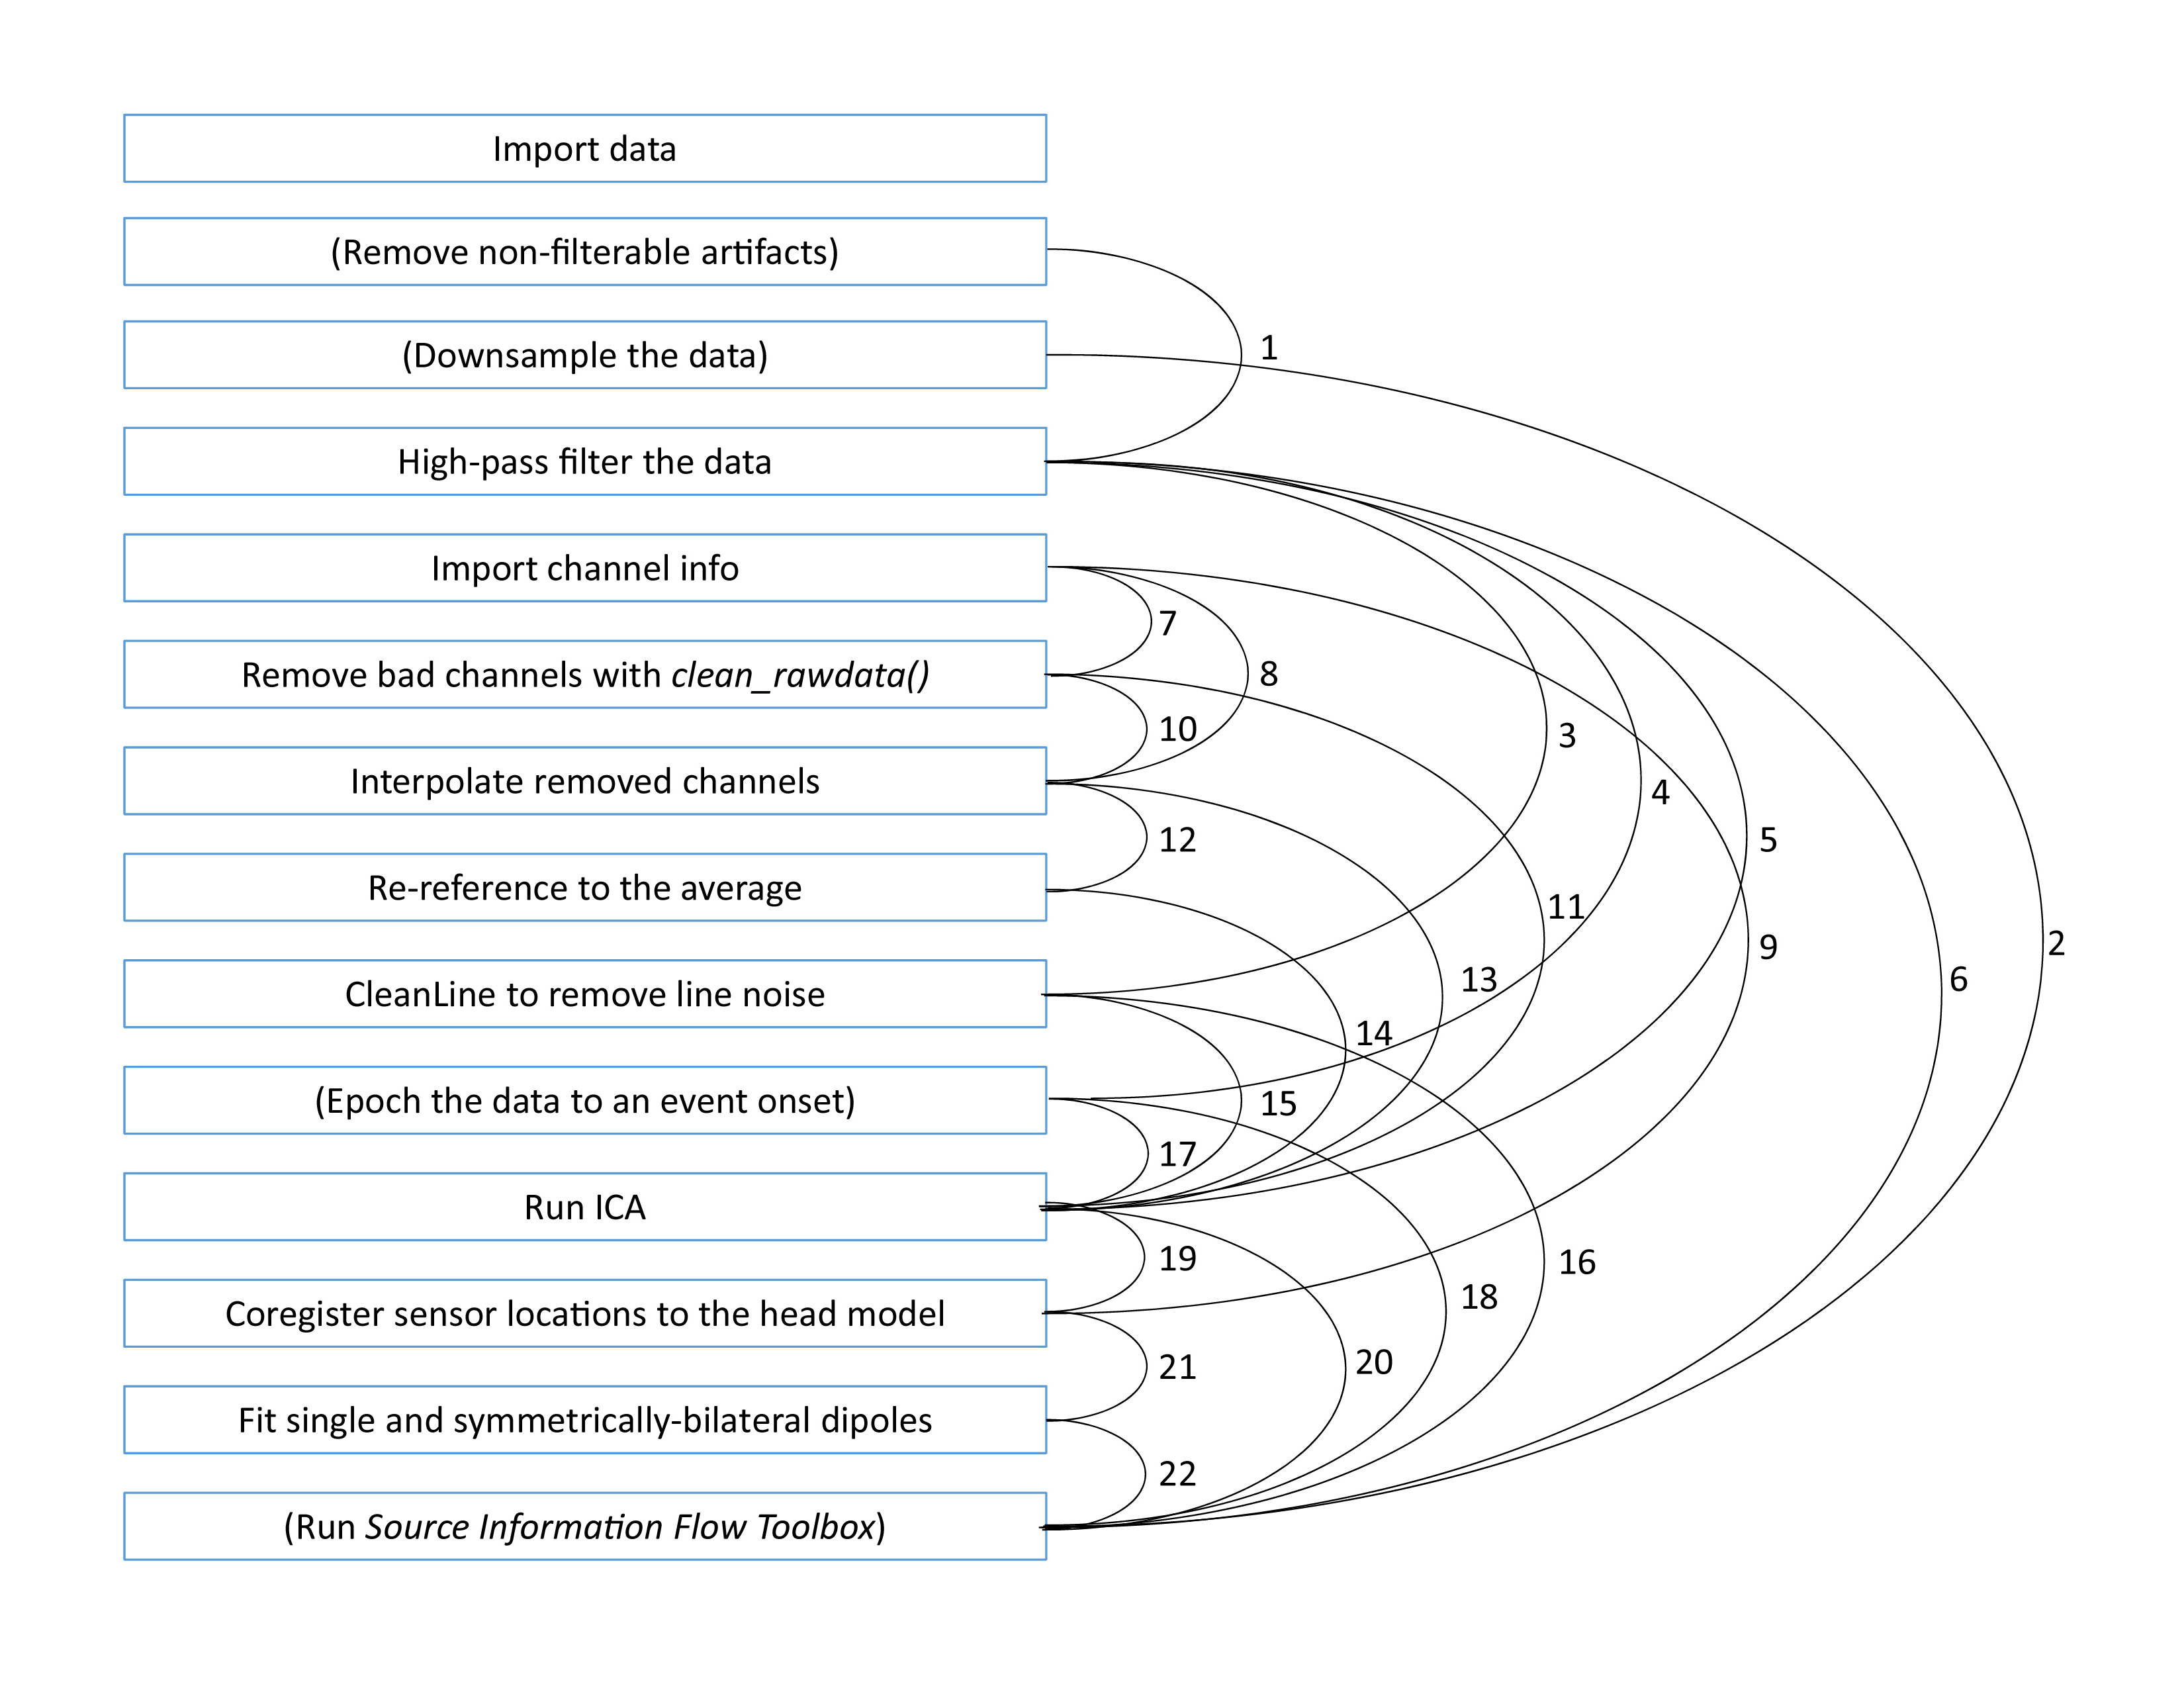 Import data
(Remove non-filterable artifacts)
(Downsample the data)
1
High-pass filter the data
Import channel info
7
Remove bad channels with clean_rawdata()
8
10
3
Interpolate removed channels
4
12
5
Re-reference to the average
11
9
2
CleanLine to remove line noise
13
6
14
(Epoch the data to an event onset)
15
17
Run ICA
19
16
Coregister sensor locations to the head model
18
21
20
Fit single and symmetrically-bilateral dipoles
22
(Run Source Information Flow Toolbox)